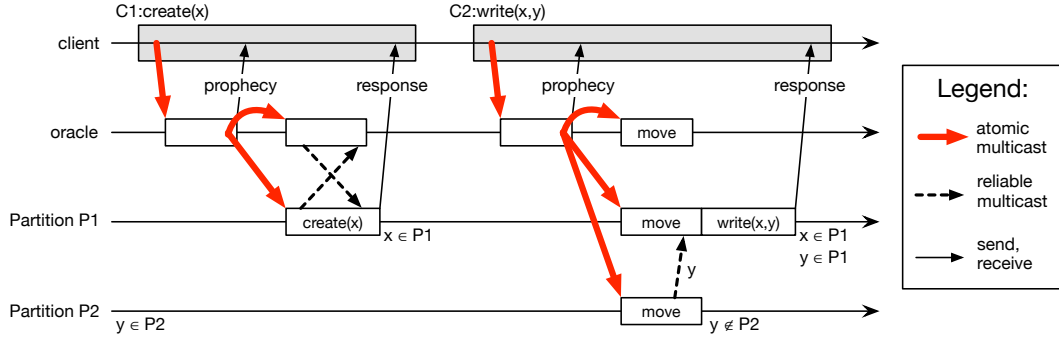 C1:create(x)
C2:write(x,y)
client
prophecy
response
prophecy
response
oracle
move
Partition P1
create(x)
x ∈ P1
move
write(x,y)
x ∈ P1
y ∈ P1
y
Partition P2
y ∈ P2
move
y ∉ P2
Legend:
atomic
multicast
reliable
multicast
send,
receive